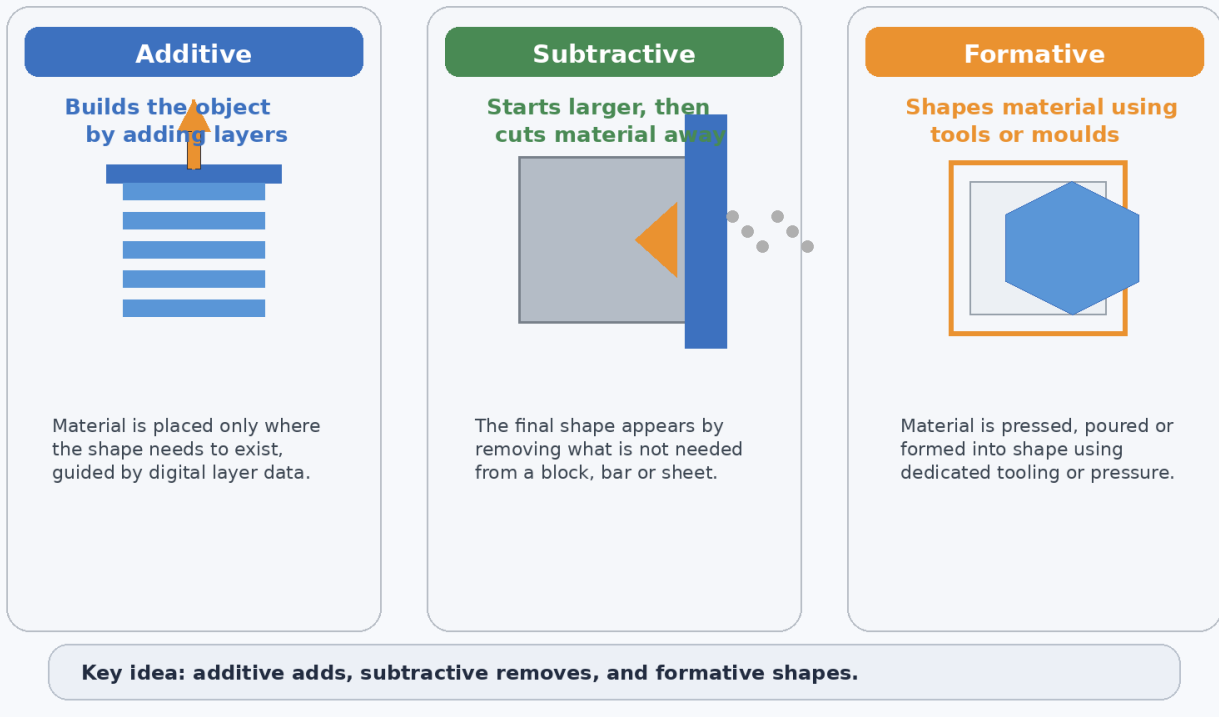 Additive
Builds the object
by adding layers
Material is placed only where
the shape needs to exist,
guided by digital layer data.
Subtractive
Starts larger, then
cuts material away
The final shape appears by
removing what is not needed
from a block, bar or sheet.
Formative
Shapes material using
tools or moulds
Material is pressed, poured or
formed into shape using
dedicated tooling or pressure.
Key idea: additive adds, subtractive removes, and formative shapes.